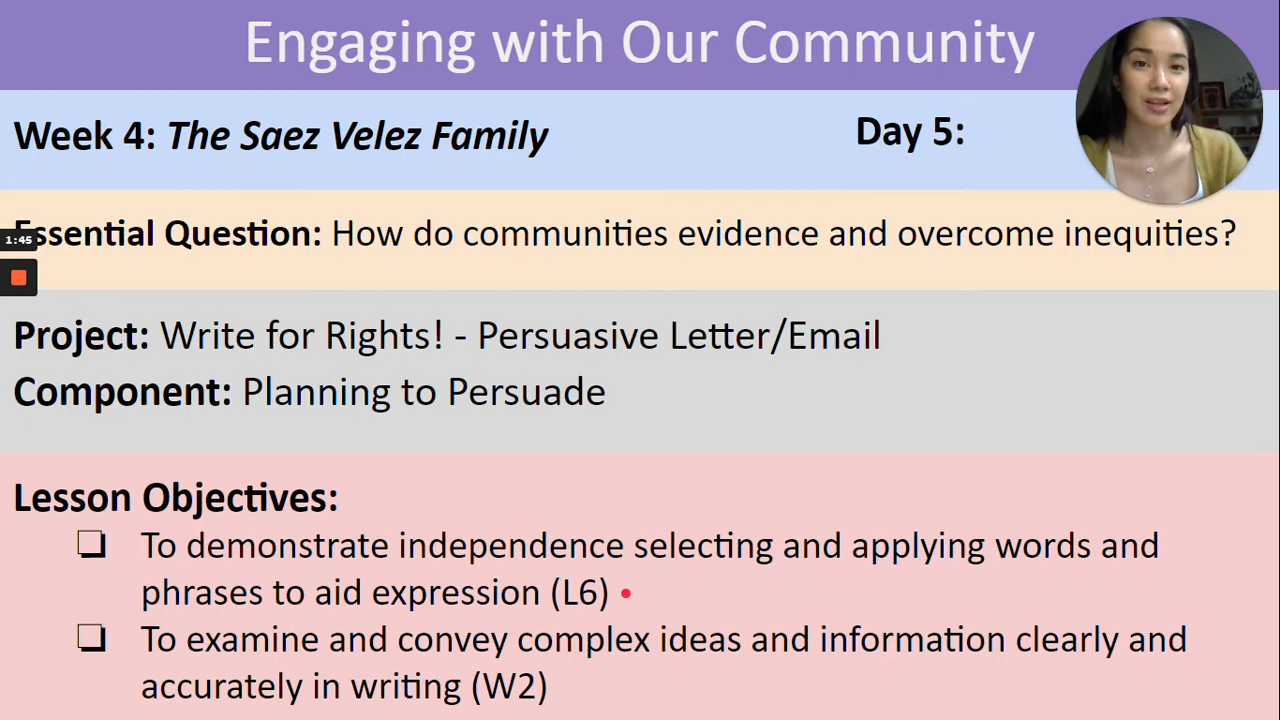 Engaging with Our Community
Week 4: The Saez Velez Family
Day 5:
Essential Question: How do communities evidence and overcome inequities?
1:45
Project: Write for Rights! - Persuasive Letter/Email
Component: Planning to Persuade
Lesson Objectives:
❏ To demonstrate independence selecting and applying words and
phrases to aid expression (L6)
❏ To examine and convey complex ideas and information clearly and
accurately in writing (W2)